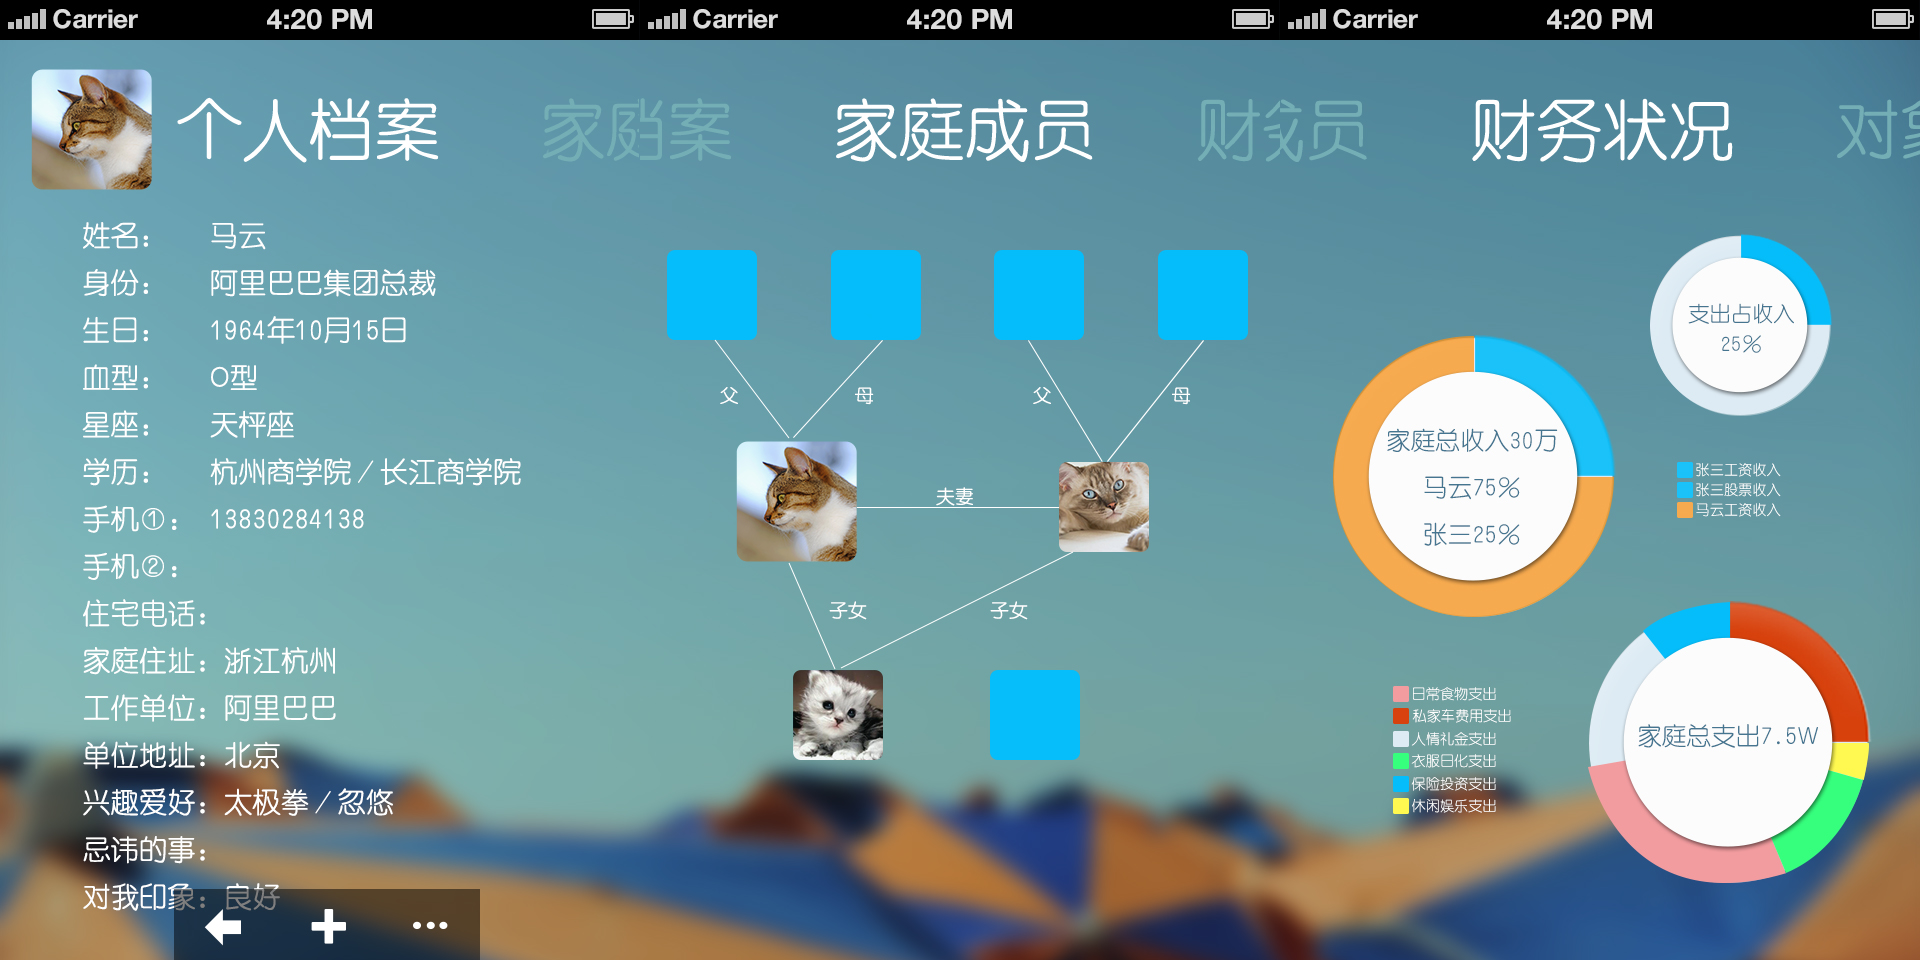 Carrier 4:20 PM
个人档案 家庭
姓名： 马云
身份： 阿里巴巴集团总裁
生日： 1964年10月15日
血型： O型
星座： 天枰座
学历： 杭州商学院／长江商学院
手机①： 13830284138
手机②：
住宅电话：
家庭住址：浙江杭州
工作单位：阿里巴巴
单位地址：北京
兴趣爱好：太极拳／忽悠
忌讳的事：
对我印象：良好
Carrier 4:20 PM
案 家庭成员 财
父 母 父 母
夫妻
子女 子女
Carrier 4:20 PM
员 财务状况 对象
支出占收入
25%
家庭总收入30万
马云75%
张三25%
张三工资收入
张三股票收入
马云工资收入
日常食物支出
私家车费用支出
人情礼金支出
衣服日化支出
保险投资支出
休闲娱乐支出
家庭总支出7.5W